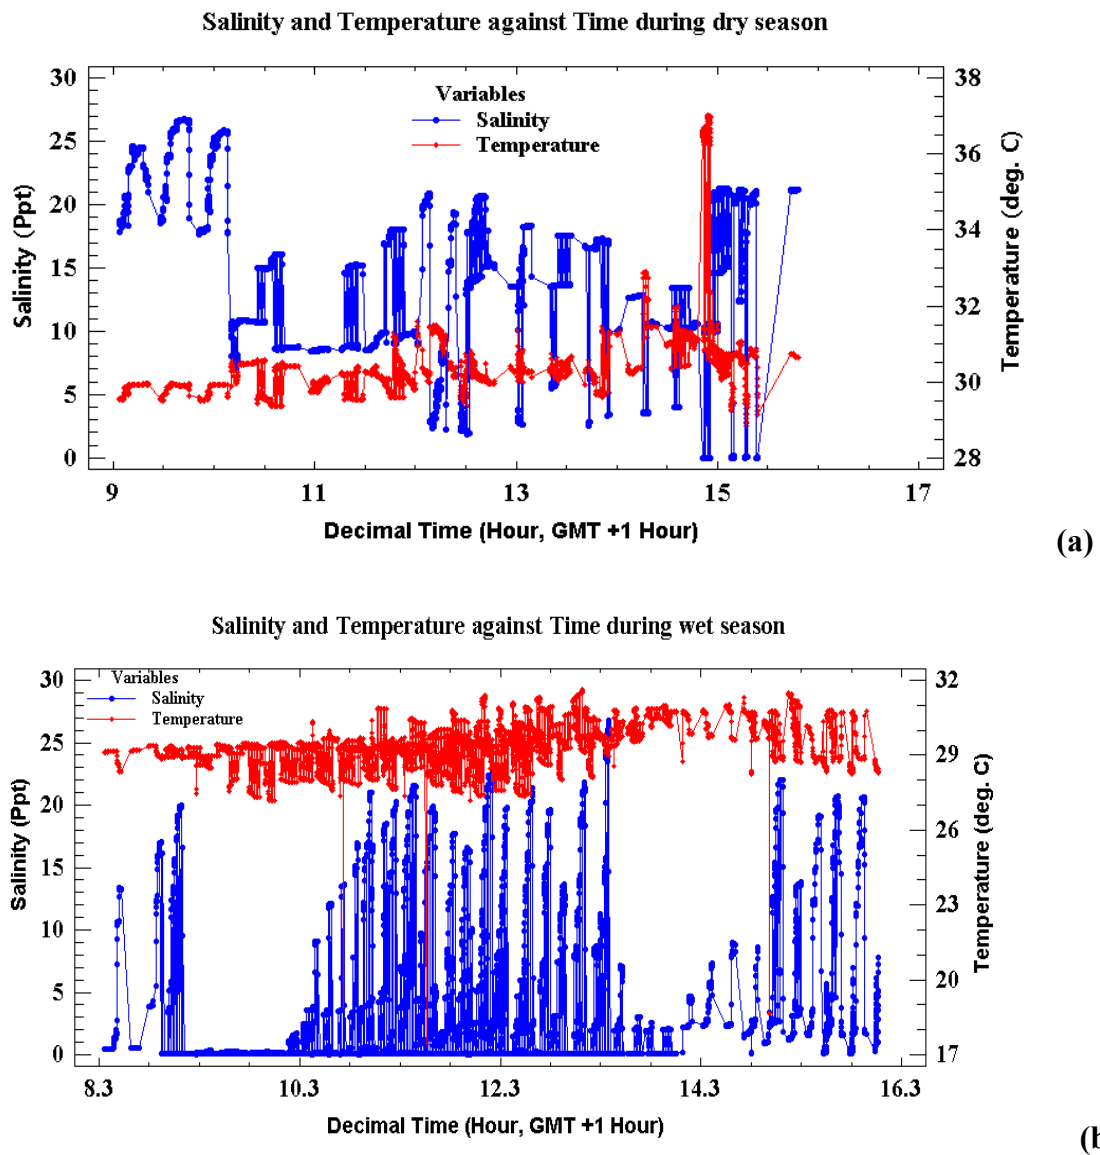 Salinity and Temperature against Time during dry season
30
25
20
15
10
5
0
Salinity (Ppt)
Variables
Salinity
Temperature
38
36
34
32
30
28
Temperature (deg. C)
9 11 13 15 17
Decimal Time (Hour, GMT +1 Hour)
(a)
Salinity and Temperature against Time during wet season
30
25
20
15
10
5
0
Salinity (Ppt)
Variables
Salinity
Temperature
32
29
26
23
20
17
Temperature (deg. C)
8.3 10.3 12.3 14.3 16.3
Decimal Time (Hour, GMT +1 Hour)
(b